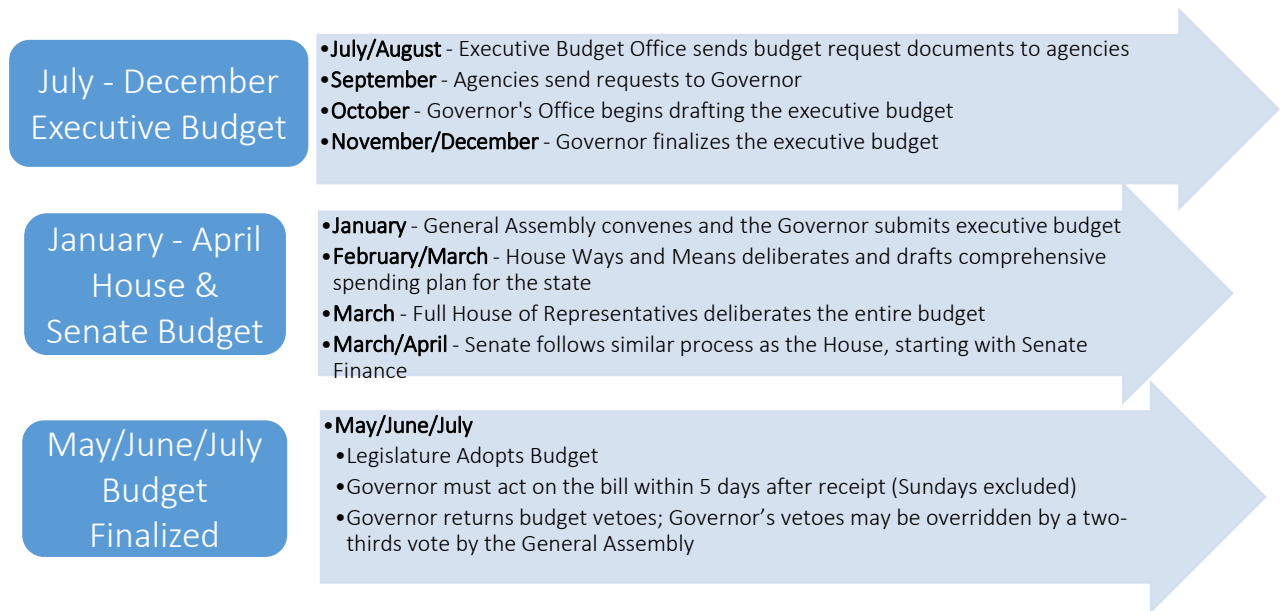 July - December
Executive Budget
•July/August - Executive Budget Office sends budget request documents to agencies
•September - Agencies send requests to Governor
•October - Governor's Office begins drafting the executive budget
•November/December - Governor finalizes the executive budget
January - April
House &
Senate Budget
•January - General Assembly convenes and the Governor submits executive budget
•February/March - House Ways and Means deliberates and drafts comprehensive
spending plan for the state
•March - Full House of Representatives deliberates the entire budget
•March/April - Senate follows similar process as the House, starting with Senate
Finance
May/June/July
Budget
Finalized
•May/June/July
•Legislature Adopts Budget
•Governor must act on the bill within 5 days after receipt (Sundays excluded)
•Governor returns budget vetoes; Governor’s vetoes may be overridden by a two-
thirds vote by the General Assembly